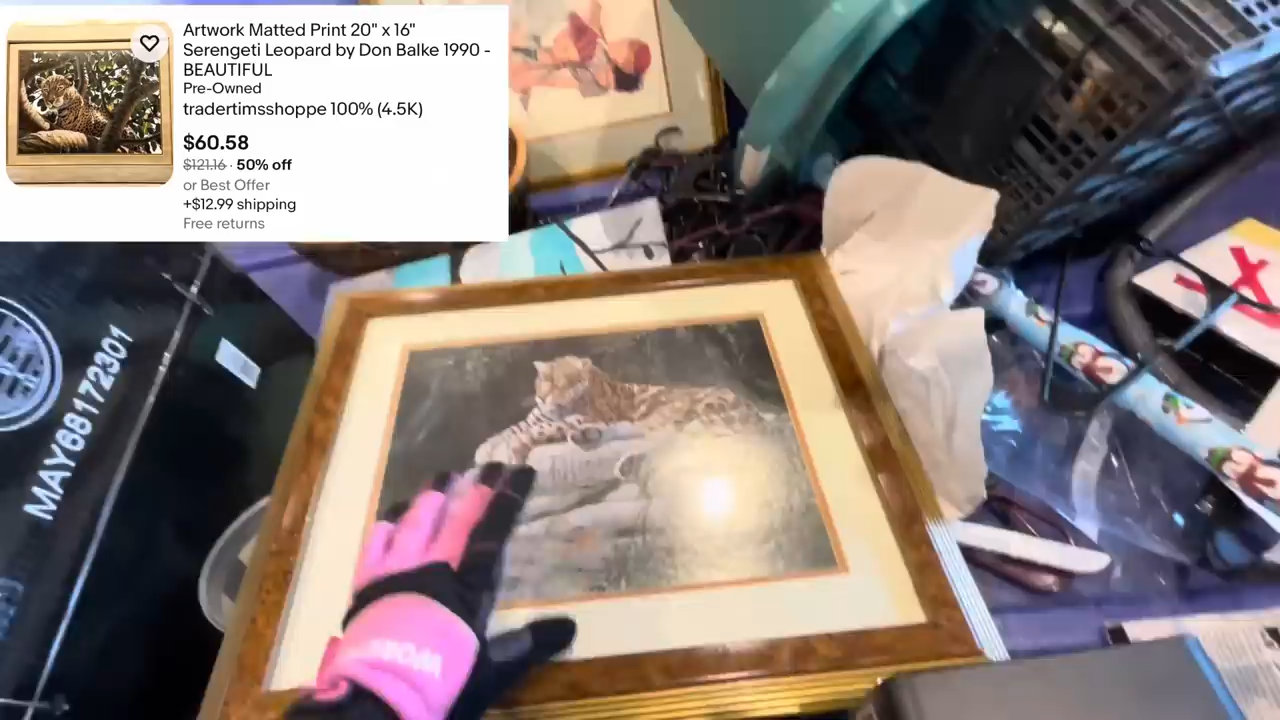 Artwork Matted Print 20" x 16"
Serengeti Leopard by Don Balke 1990 -
BEAUTIFUL
Pre-Owned
tradertimsshoppe 100% (4.5K)
$60.58
$121.16 · 50% off
or Best Offer
+$12.99 shipping
Free returns
MAY68172301